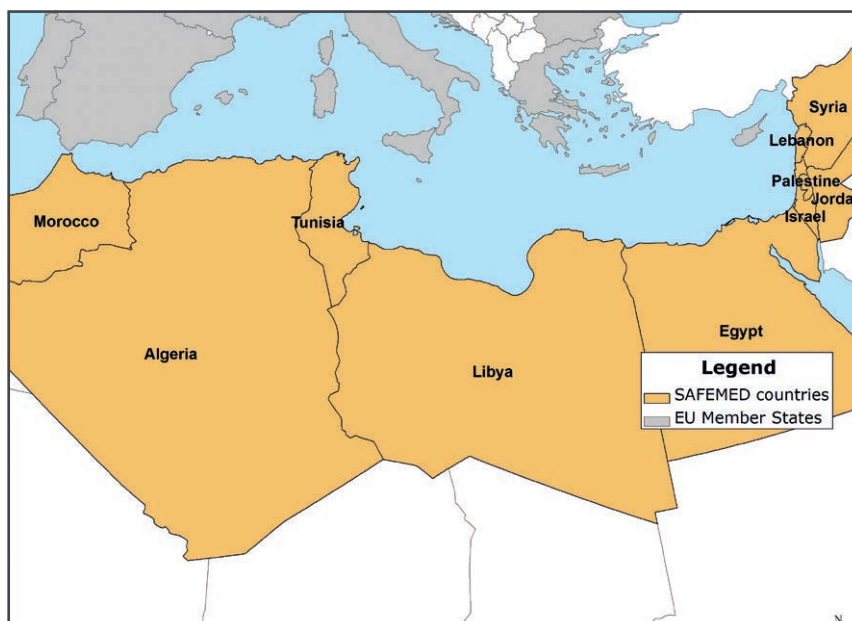 Syria
Lebanon
Palestine
Jorda
Israel
Morocco
Tunisia
Algeria
Libya
Egypt
Legend
SAFEMED countries
EU Member States
N